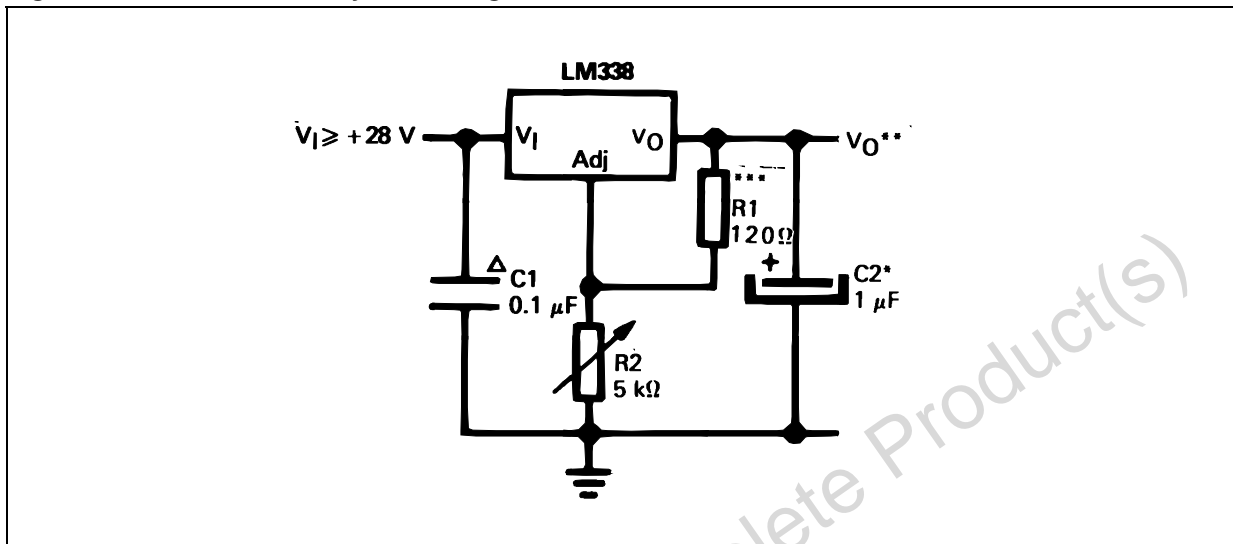 LM338
V_I ≥ +28 V
V_I
V_O
Adj
V_O**
***
R1
120Ω
Δ
C1
0.1 μF
+
C2*
1 μF
R2
5 kΩ
lete Product(s)